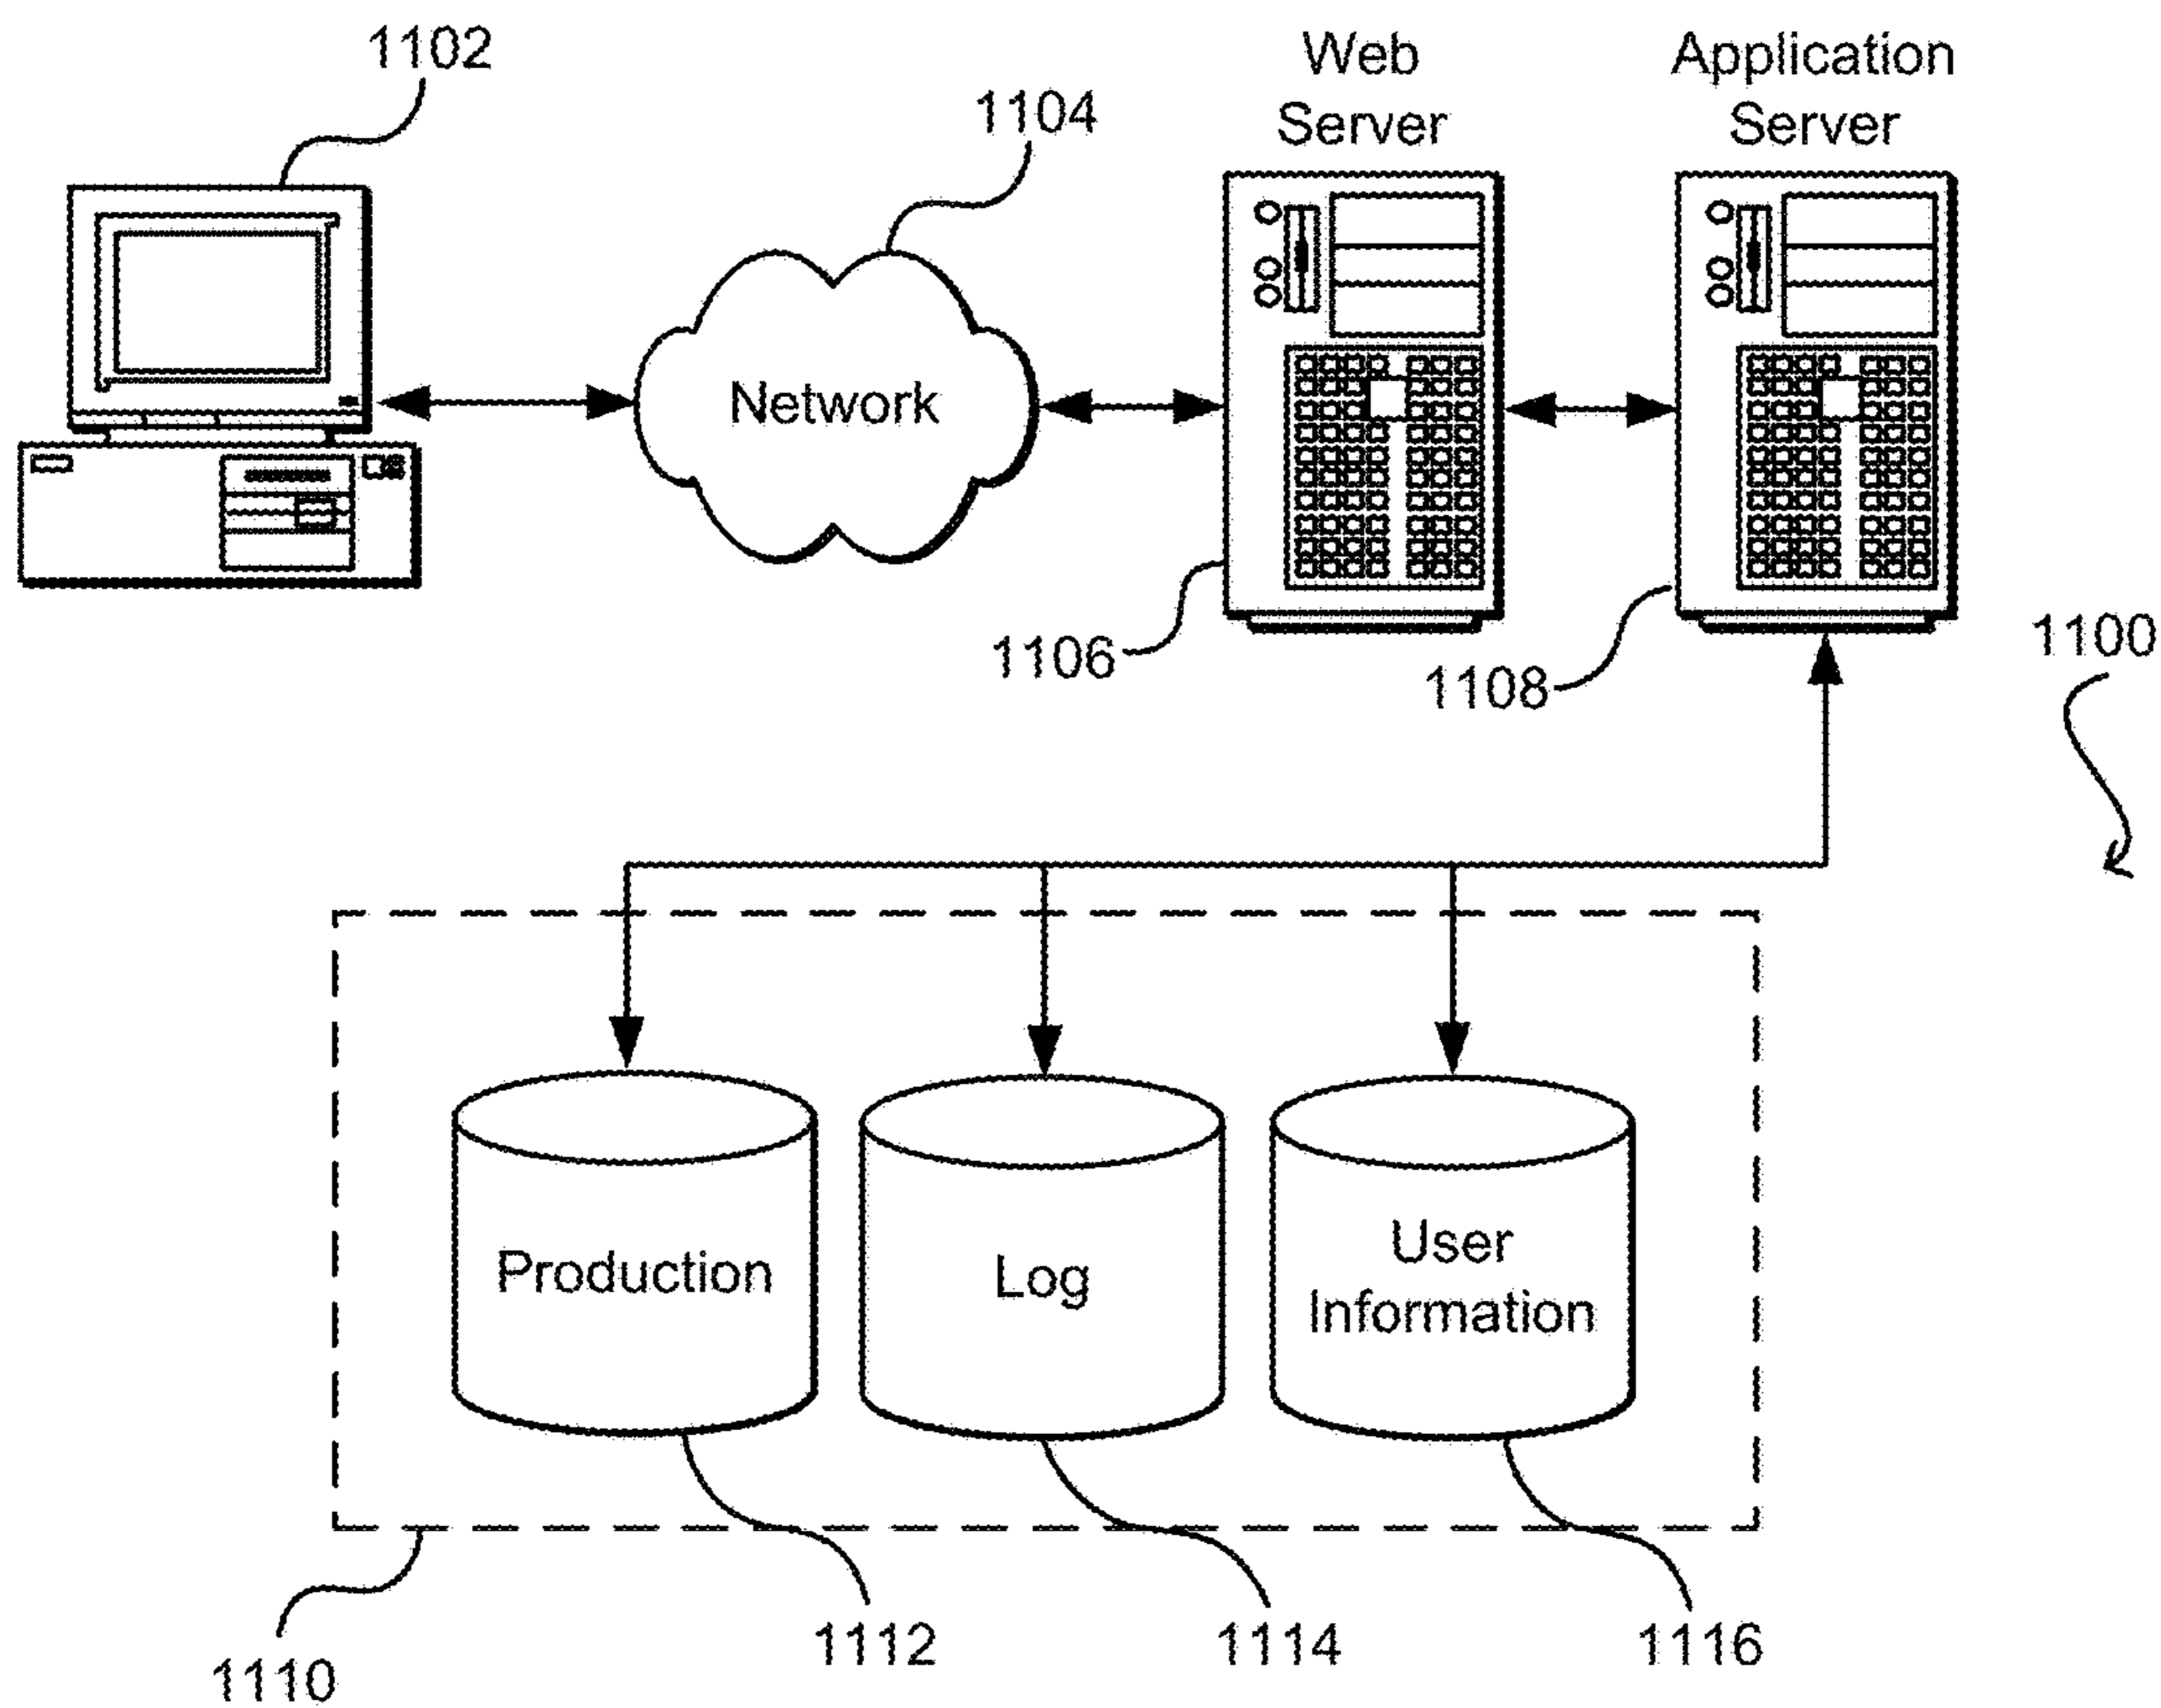 1102
1104
Web
Server
Application
Server
Network
1106
1108
1100
Production
Log
User
Information
1110
1112
1114
1116